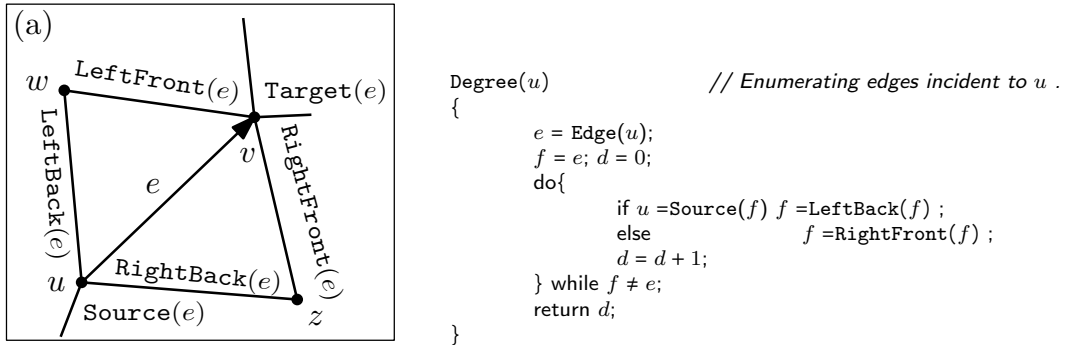 (a)
w
LeftFront(e)
Target(e)
LeftBack(e)
v
RightFront(e)
e
u
RightBack(e)
Source(e)
z
Degree(u) // Enumerating edges incident to u .
{
e = Edge(u);
f = e; d = 0;
do{
if u =Source(f) f =LeftBack(f) ;
else f =RightFront(f) ;
d = d + 1;
} while f ≠ e;
return d;
}